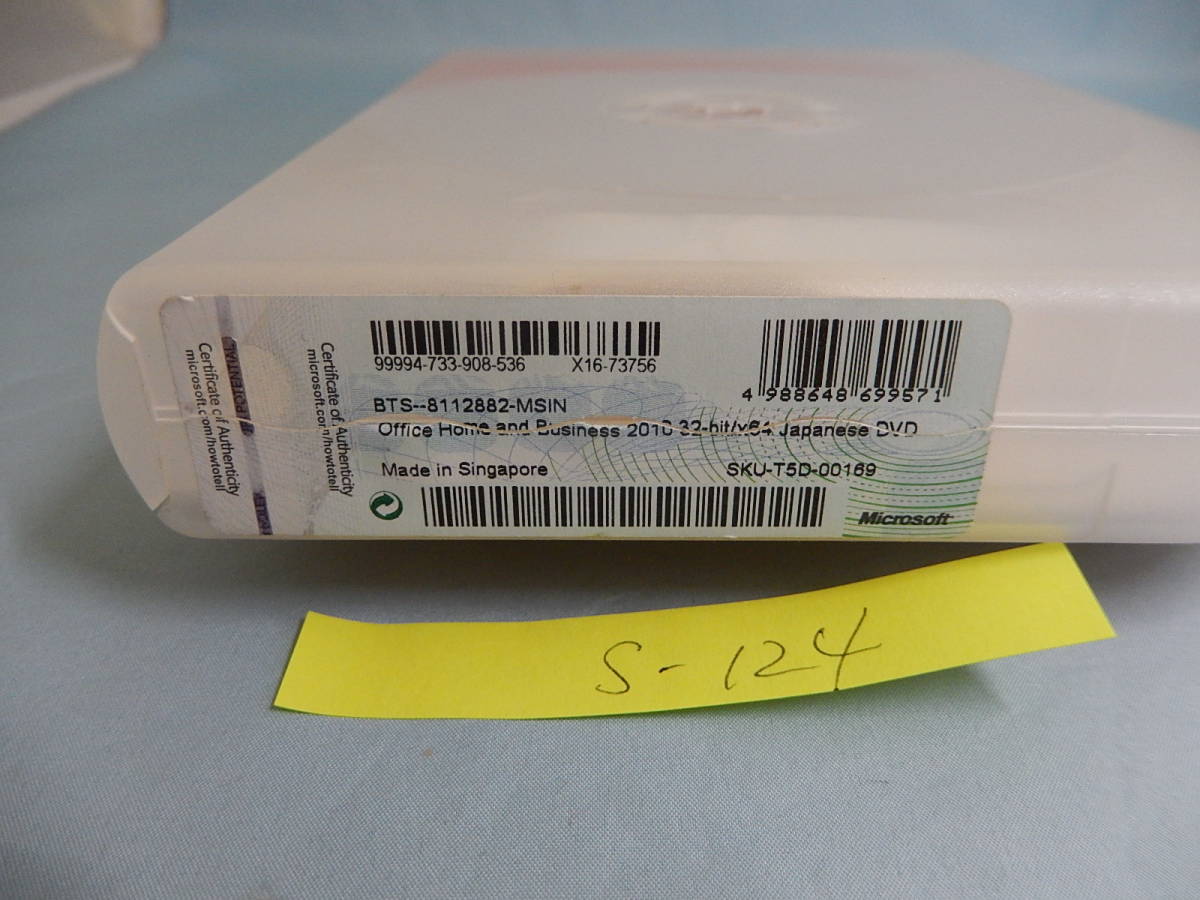 Certificate of Authenticity
microsoft.com/howtotell
POTENTIAL
Certificate of Authenticity
microsoft.com/howtotell
99994-733-908-536 X16-73756
4 988648 699571
BTS--8112882-MSIN
Office Home and Business 2010 32-bit/x64 Japanese DVD
Made in Singapore SKU-T5D-00169
Microsoft
S-124